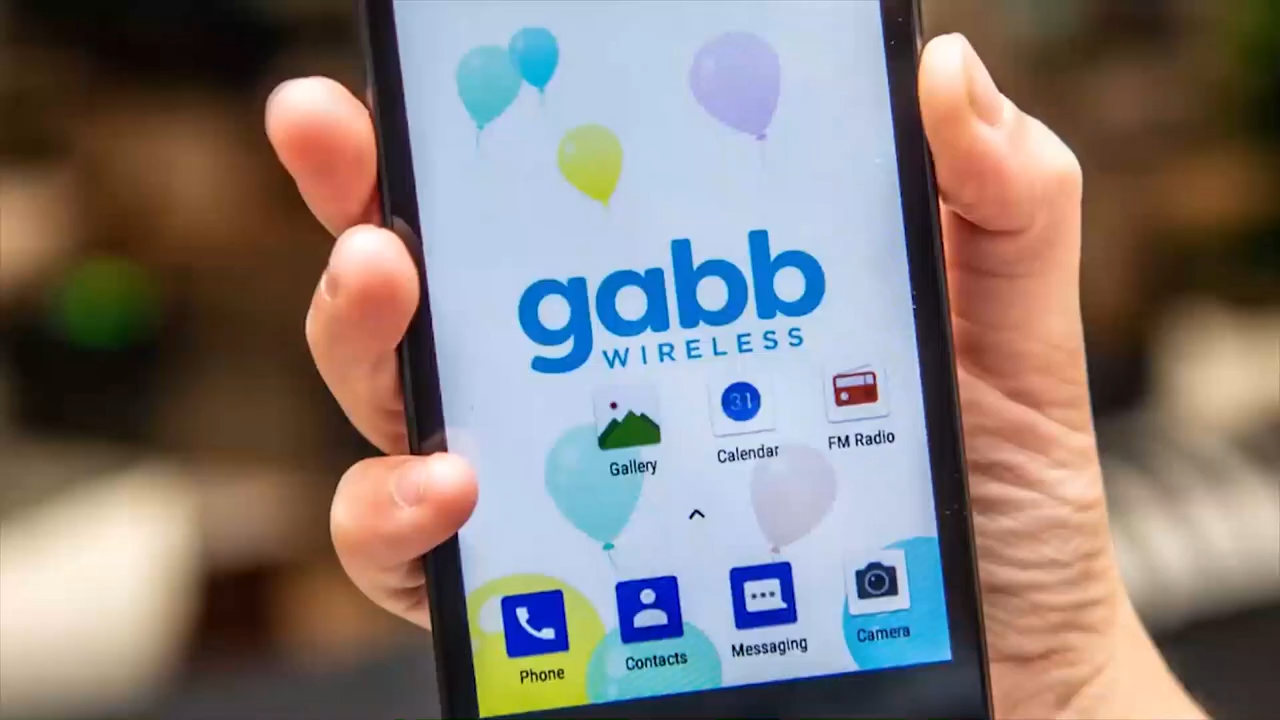 gabb
WIRELESS
Gallery
31
Calendar
FM Radio
Phone
Contacts
Messaging
Camera